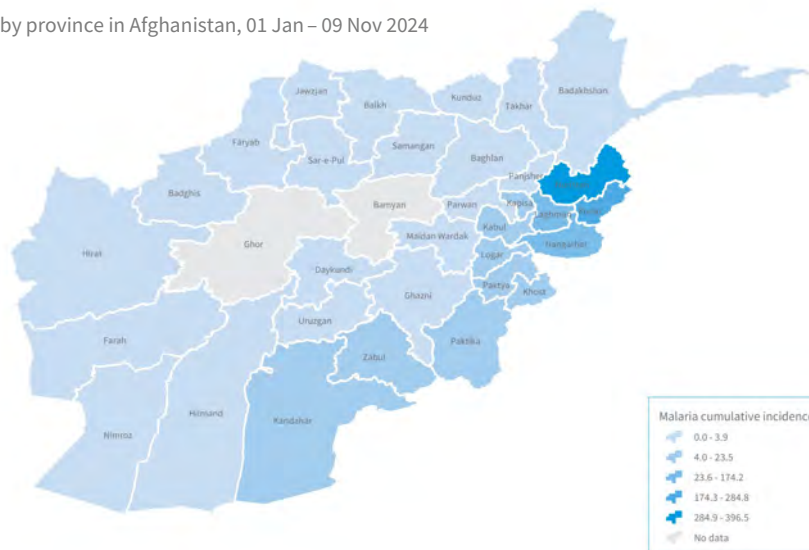 by province in Afghanistan, 01 Jan – 09 Nov 2024
Jawzjan
Balkh
Kunduz
Takhar
Badakhshan
Faryab
Sar-e-Pul
Samangan
Baghlan
Badghis
Panjsher
Hirat
Ghor
Bamyan
Parwan
Kapisa
Laghman
Kabul
Maidan Wardak
Nangarhar
Logar
Daykundi
Paktya
Khost
Ghazni
Uruzgan
Farah
Zabul
Paktika
Nimroz
Hilmand
Kandahar
Malaria cumulative incidence
0.0 - 3.9
4.0 - 23.5
23.6 - 174.2
174.3 - 284.8
284.9 - 396.5
No data